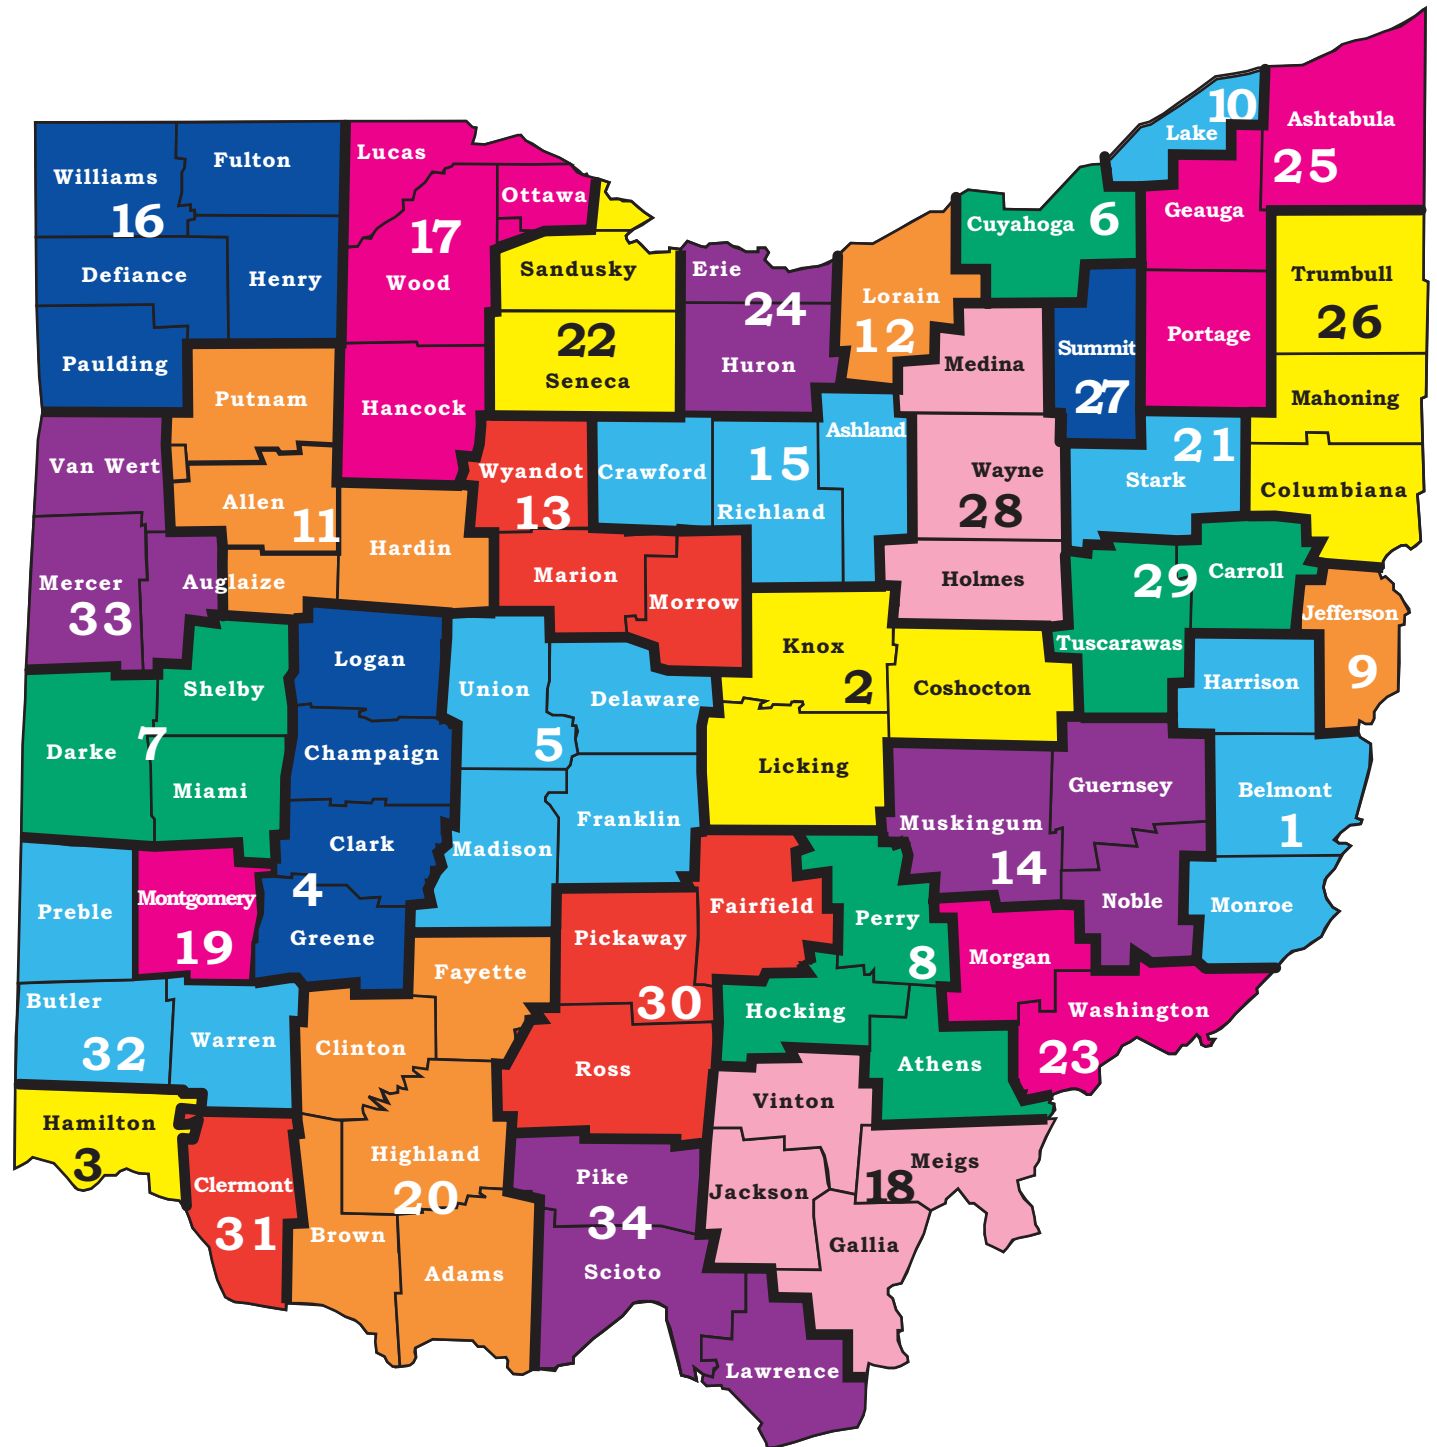 10
Lake
Ashtabula
25
Lucas
Fulton
Williams
16
Ottawa
Geauga
Cuyahoga 6
17
Sandusky
Erie
Defiance
Henry
Wood
Trumbull
26
Lorain
12
24
Portage
22
Summit
27
Paulding
Huron
Medina
Seneca
Putnam
Hancock
Mahoning
Ashland
21
Stark
Van Wert
Wyandot
13
Crawford
15
Richland
Wayne
28
Columbiana
Allen
11
Hardin
Marion
Morrow
Holmes
29
Carroll
Mercer
33
Auglaize
Jefferson
9
Logan
Knox
2
Tuscarawas
Shelby
Union
Delaware
Coshocton
Harrison
Darke
7
Champaign
5
Licking
Miami
Guernsey
Belmont
1
Clark
Madison
Franklin
Muskingum
14
4
Montgomery
19
Preble
Greene
Pickaway
Fairfield
Perry
8
Noble
Monroe
Butler
32
Fayette
30
Hocking
Morgan
Washington
23
Warren
Clinton
Ross
Athens
Hamilton
3
Vinton
Highland
20
Clermont
31
Pike
34
Jackson
Meigs
18
Brown
Adams
Scioto
Gallia
Lawrence